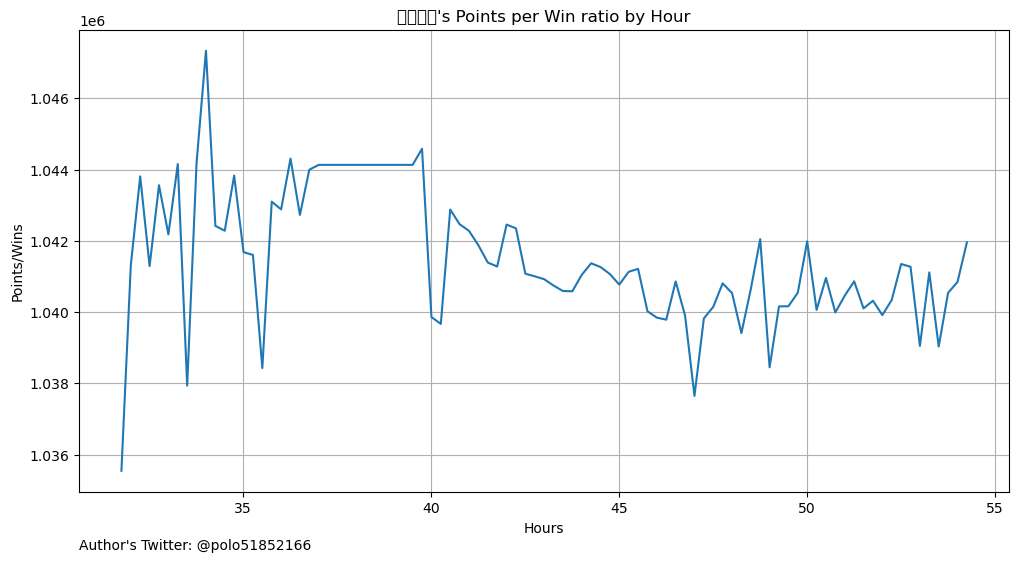 's Points per Win ratio by Hour
1e6
1.046
1.044
1.042
1.040
1.038
1.036
Points/Wins
35 40 45 50 55
Hours
Author's Twitter: @polo51852166